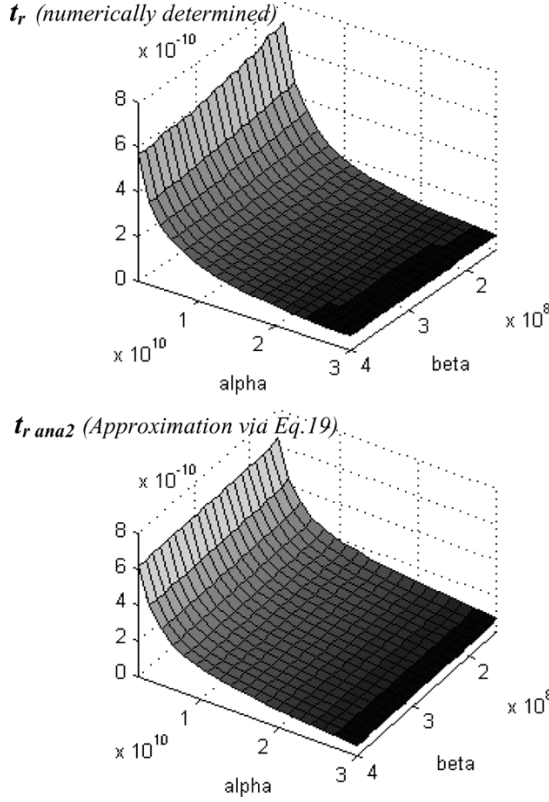 t_r (numerically determined)
x 10^-10
8
6
4
2
0
1
2
3
x 10^10
alpha
4
3
2
x 10^8
beta
t_r ana2 (Approximation via Eq.19)
x 10^-10
8
6
4
2
0
1
2
3
x 10^10
alpha
4
3
2
x 10^8
beta